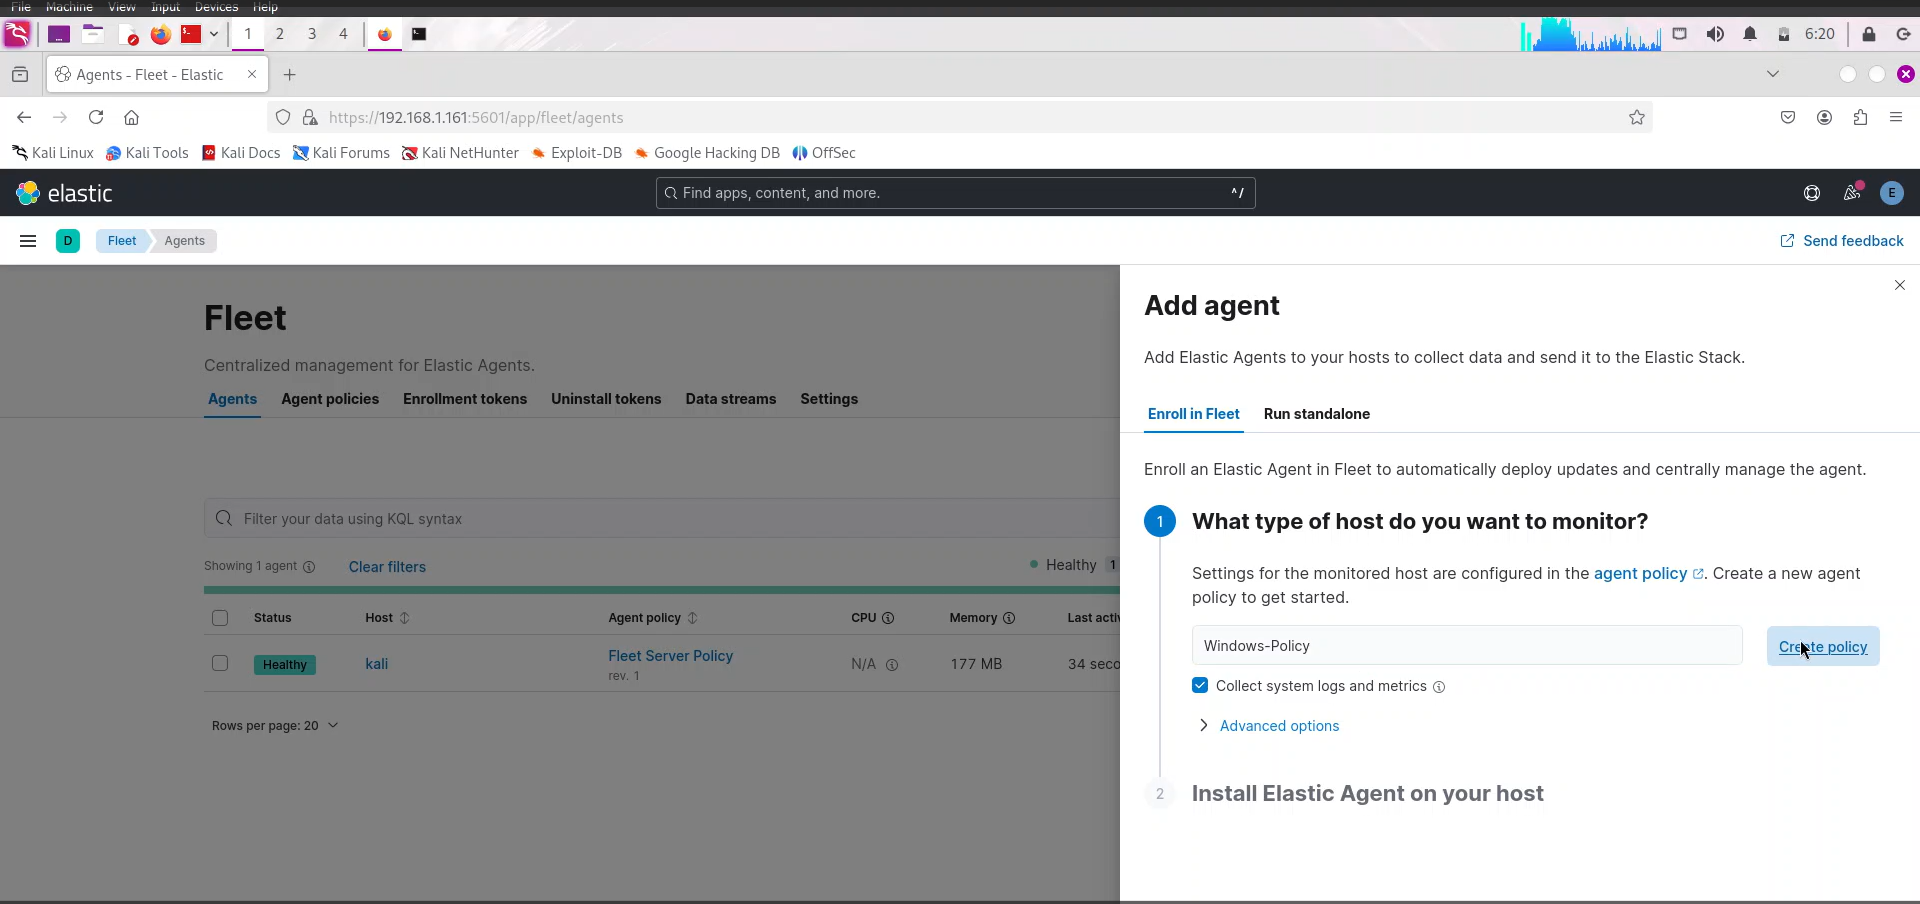 File Machine View Input Devices Help
1 2 3 4 6:20
Agents - Fleet - Elastic
https://192.168.1.161:5601/app/fleet/agents
Kali Linux Kali Tools Kali Docs Kali Forums Kali NetHunter Exploit-DB Google Hacking DB OffSec
elastic Find apps, content, and more. ^/ E
D Fleet Agents Send feedback
Fleet
Centralized management for Elastic Agents.
Agents Agent policies Enrollment tokens Uninstall tokens Data streams Settings
Filter your data using KQL syntax
Showing 1 agent Clear filters Healthy 1
Status Host Agent policy CPU Memory Last activ
Healthy kali Fleet Server Policy N/A 177 MB 34 seco
rev. 1
Rows per page: 20
Add agent
Add Elastic Agents to your hosts to collect data and send it to the Elastic Stack.
Enroll in Fleet Run standalone
Enroll an Elastic Agent in Fleet to automatically deploy updates and centrally manage the agent.
1 What type of host do you want to monitor?
Settings for the monitored host are configured in the agent policy. Create a new agent
policy to get started.
Windows-Policy Create policy
Collect system logs and metrics
Advanced options
2 Install Elastic Agent on your host